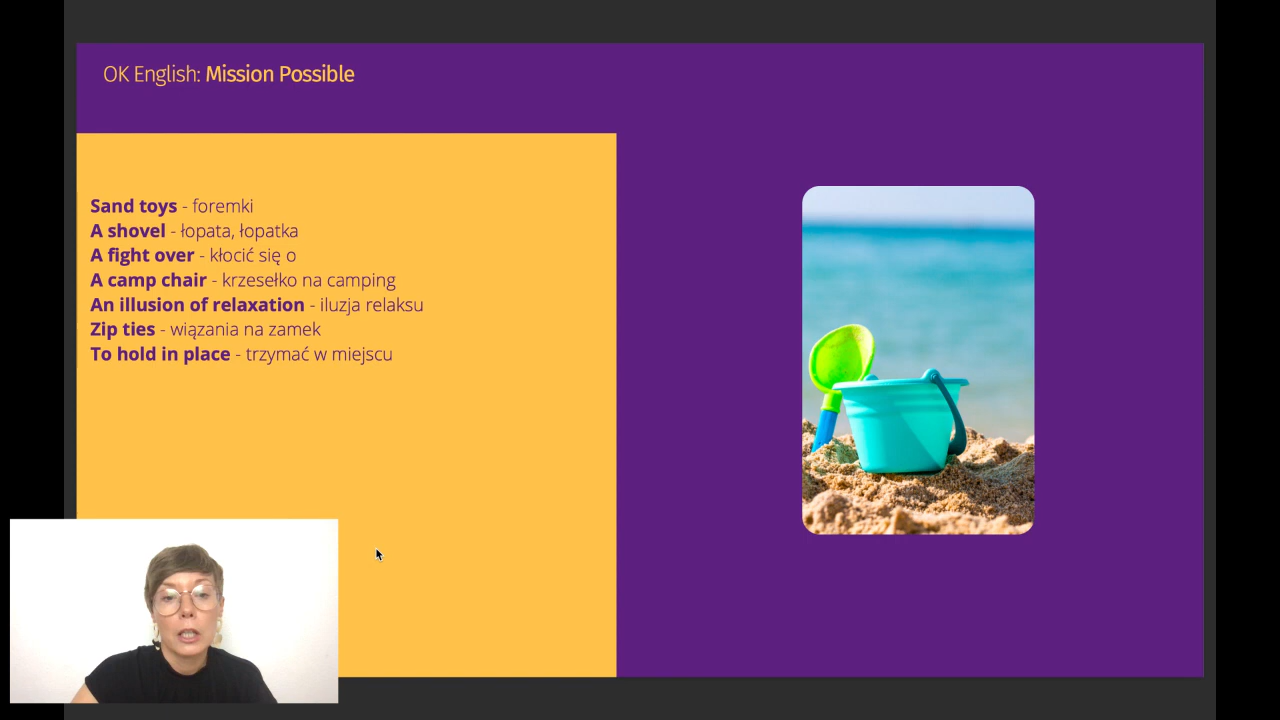 OK English: Mission Possible
Sand toys - foremki
A shovel - łopata, łopatka
A fight over - kłocić się o
A camp chair - krzesełko na camping
An illusion of relaxation - iluzja relaksu
Zip ties - wiązania na zamek
To hold in place - trzymać w miejscu